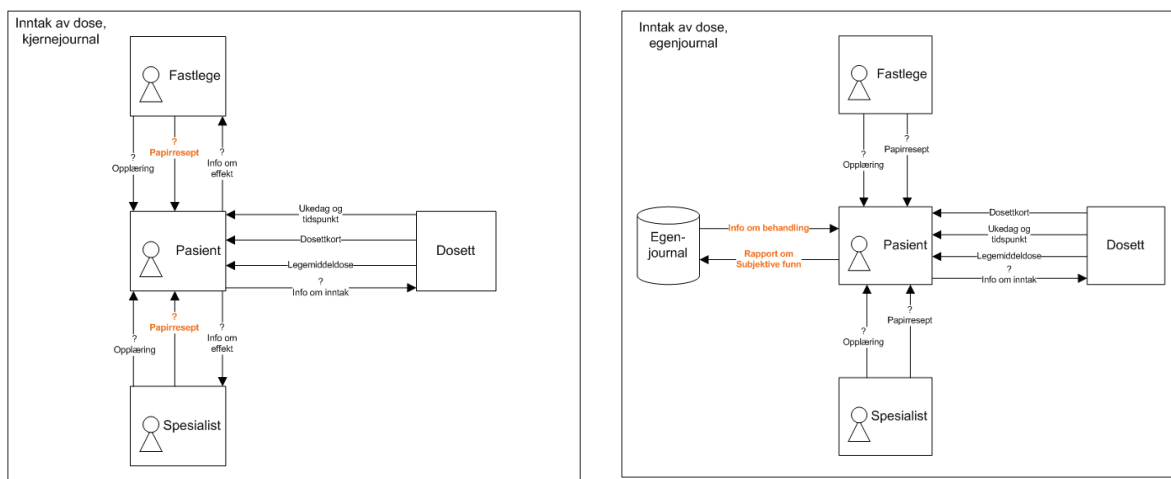 Inntak av dose,
kjernejournal
Fastlege
?
Opplæring
?
Papirresept
?
Info om
effekt
Pasient
Ukedag og
tidspunkt
Dosettkort
Legemiddeldose
?
Info om inntak
Dosett
?
Opplæring
?
Papirresept
?
Info om
effekt
Spesialist
Inntak av dose,
egenjournal
Fastlege
?
Opplæring
?
Papirresept
Egen-
journal
Info om behandling
Rapport om
Subjektive funn
Pasient
Dosettkort
Ukedag og
tidspunkt
Legemiddeldose
?
Info om inntak
Dosett
?
Opplæring
?
Papirresept
Spesialist